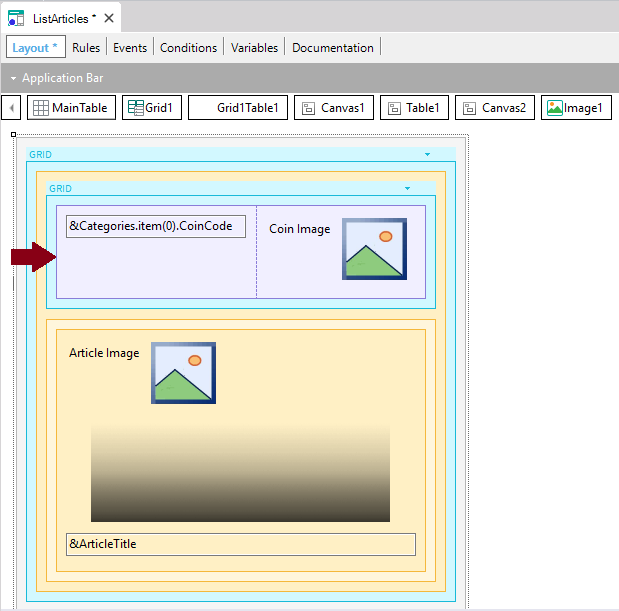 ListArticles *
Layout * Rules Events Conditions Variables Documentation
Application Bar
MainTable Grid1 Grid1Table1 Canvas1 Table1 Canvas2 Image1
GRID
GRID
&Categories.item(0).CoinCode Coin Image
Article Image
&ArticleTitle